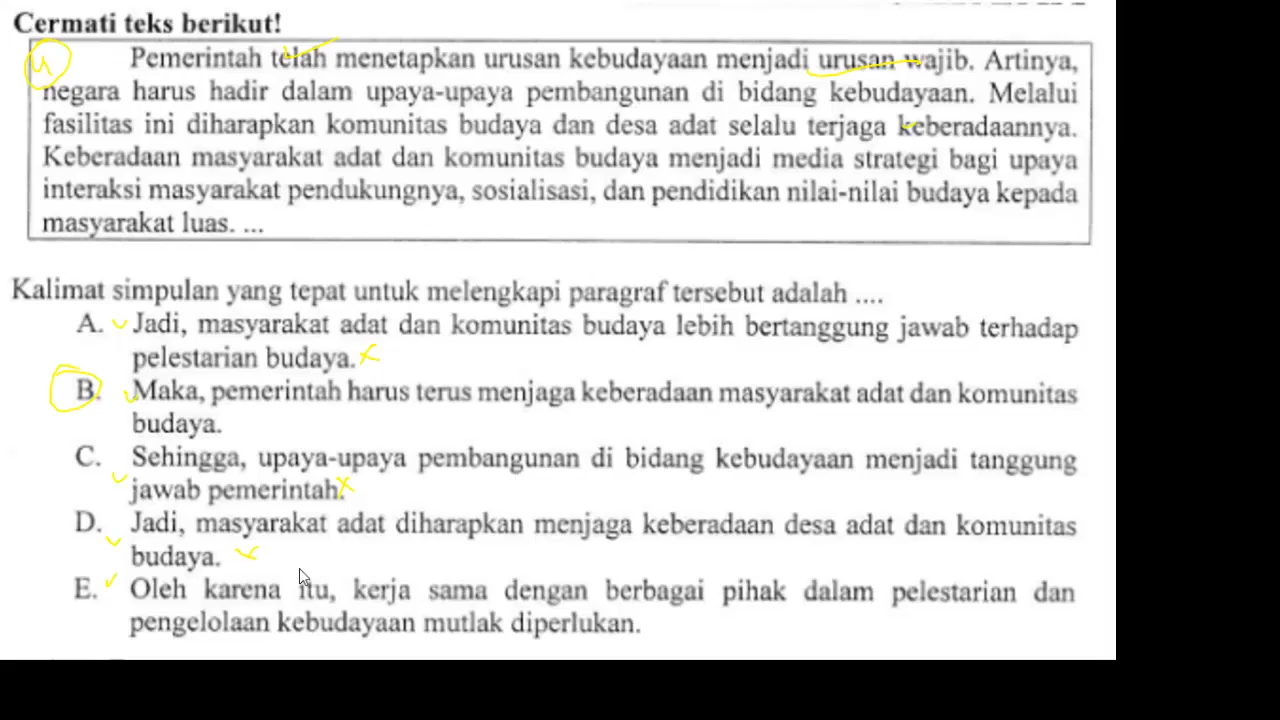 Cermati teks berikut!
Pemerintah telah menetapkan urusan kebudayaan menjadi urusan wajib. Artinya,
negara harus hadir dalam upaya-upaya pembangunan di bidang kebudayaan. Melalui
fasilitas ini diharapkan komunitas budaya dan desa adat selalu terjaga keberadaannya.
Keberadaan masyarakat adat dan komunitas budaya menjadi media strategi bagi upaya
interaksi masyarakat pendukungnya, sosialisasi, dan pendidikan nilai-nilai budaya kepada
masyarakat luas. ...
Kalimat simpulan yang tepat untuk melengkapi paragraf tersebut adalah ....
A. Jadi, masyarakat adat dan komunitas budaya lebih bertanggung jawab terhadap
pelestarian budaya.
B. Maka, pemerintah harus terus menjaga keberadaan masyarakat adat dan komunitas
budaya.
C. Sehingga, upaya-upaya pembangunan di bidang kebudayaan menjadi tanggung
jawab pemerintah.
D. Jadi, masyarakat adat diharapkan menjaga keberadaan desa adat dan komunitas
budaya.
E. Oleh karena itu, kerja sama dengan berbagai pihak dalam pelestarian dan
pengelolaan kebudayaan mutlak diperlukan.